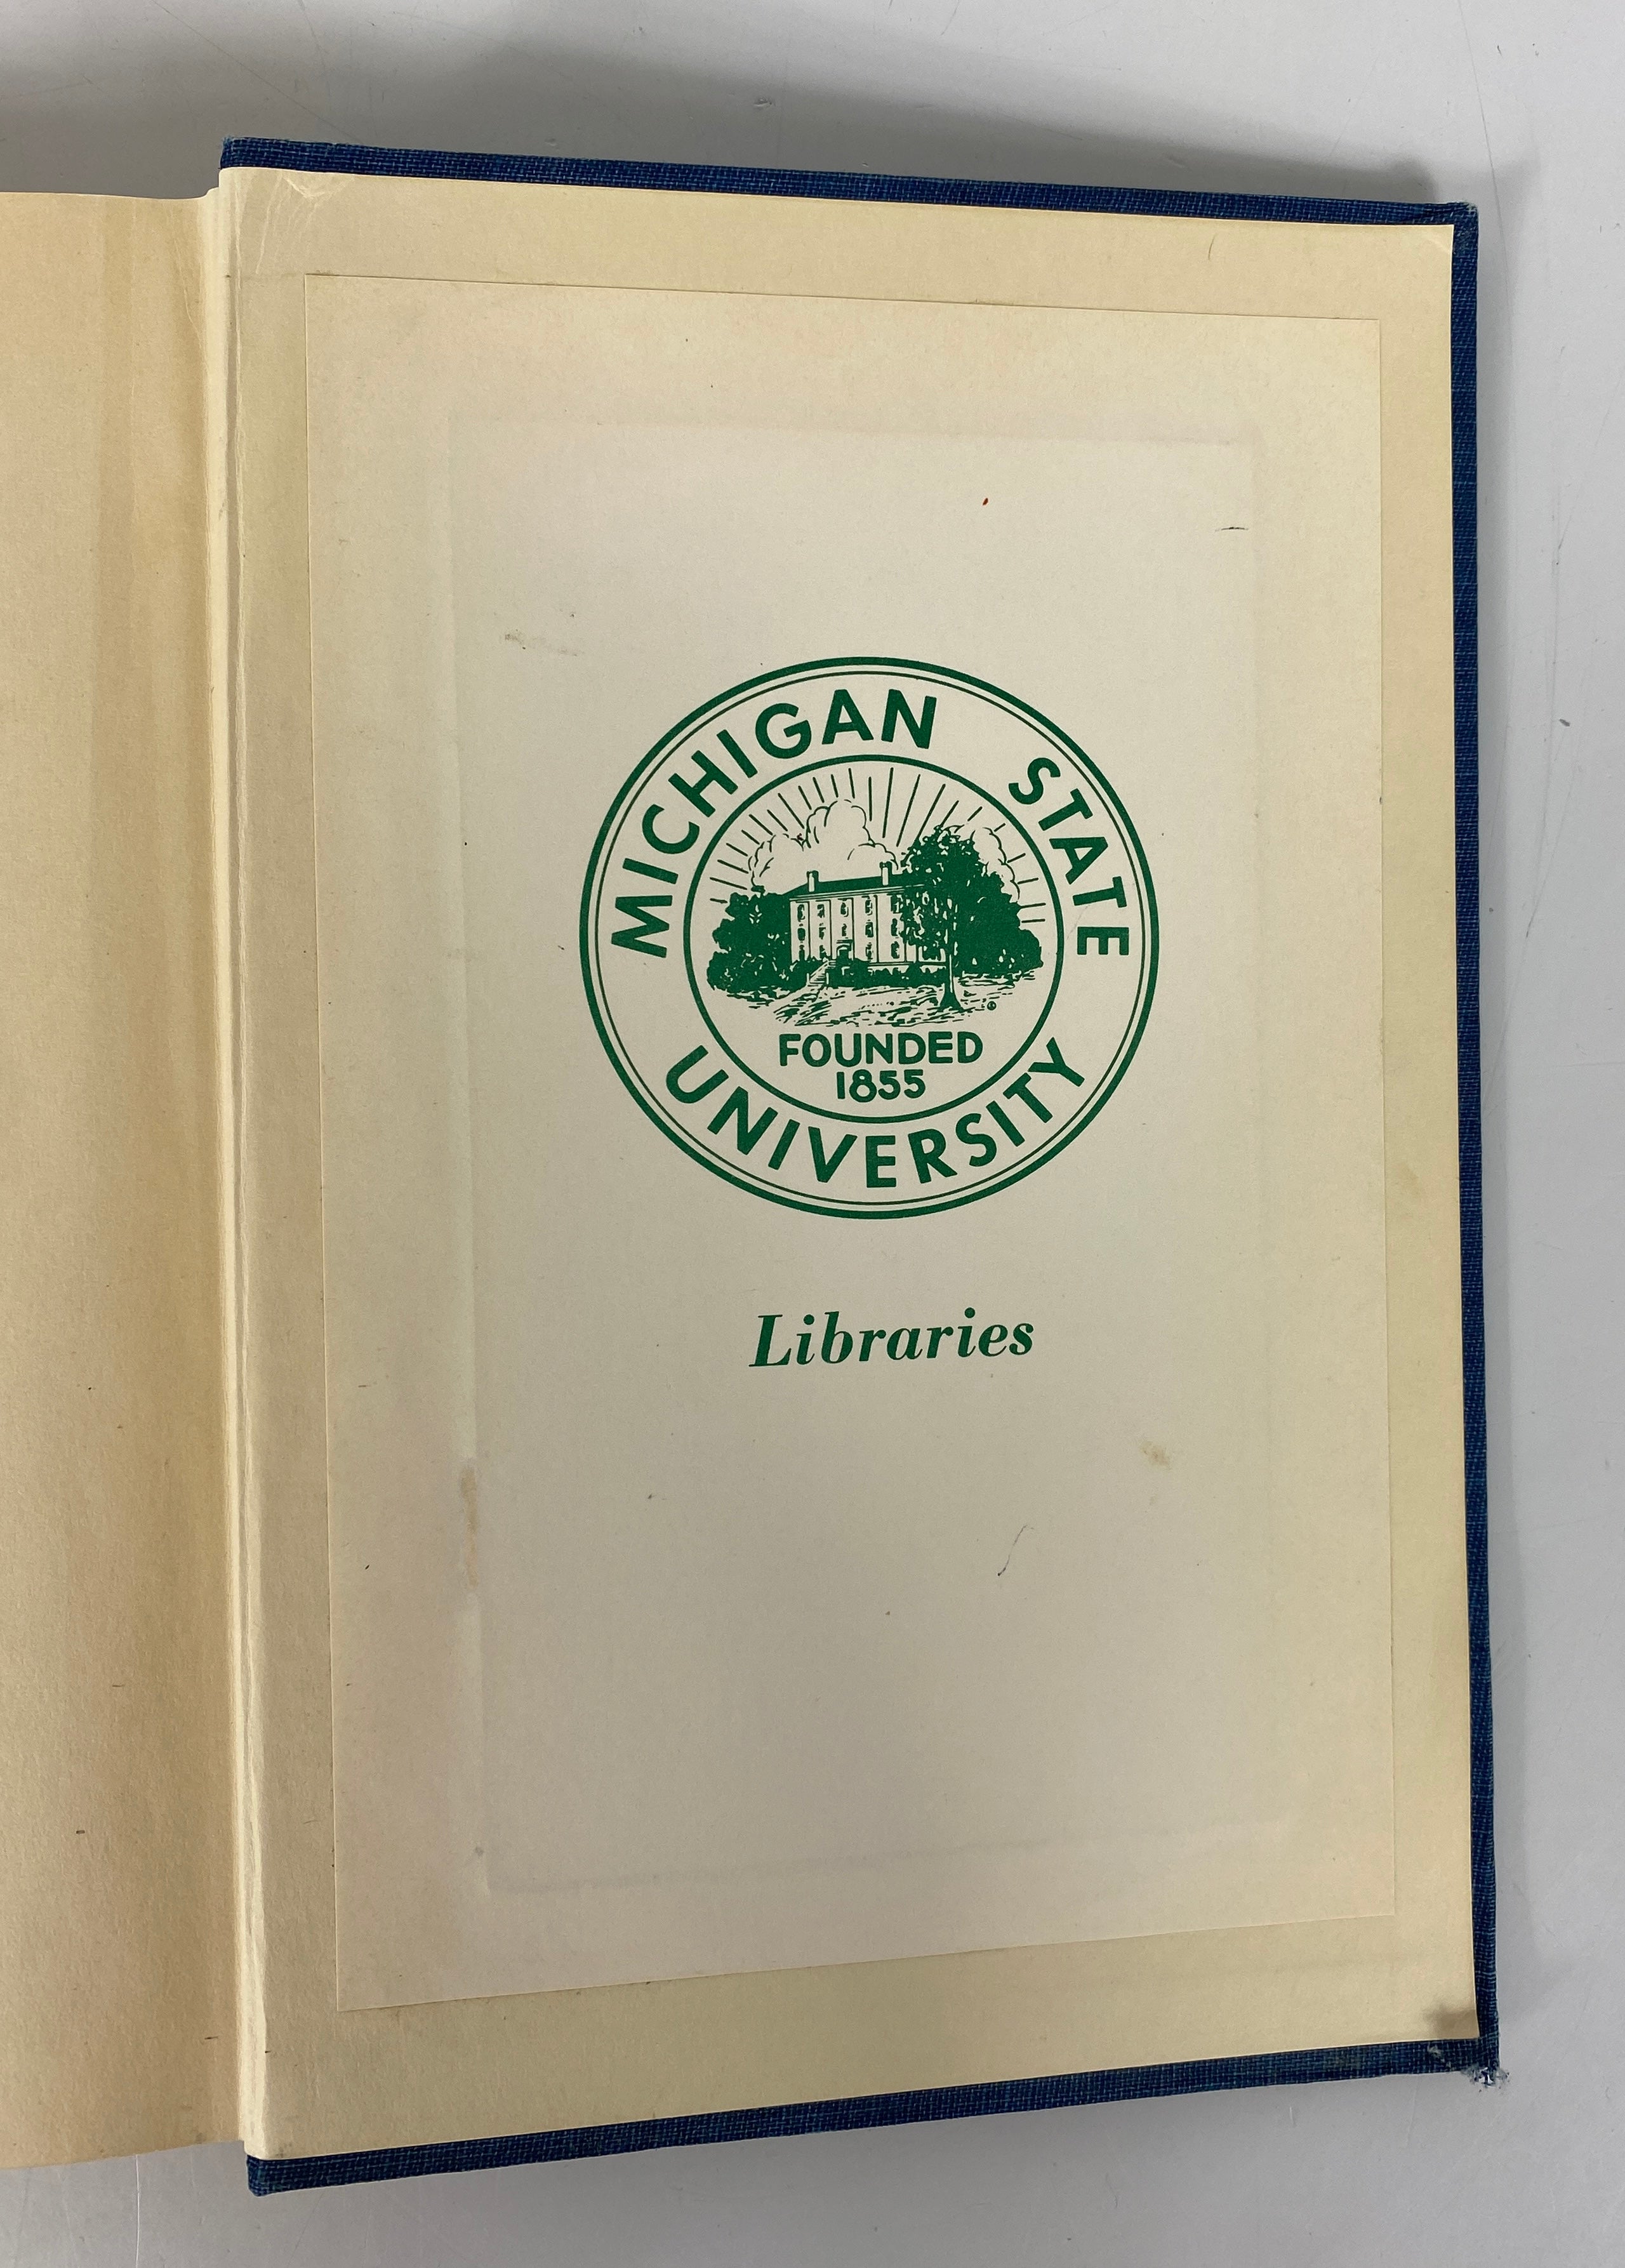 MICHIGAN STATE
UNIVERSITY
FOUNDED
1855
Libraries